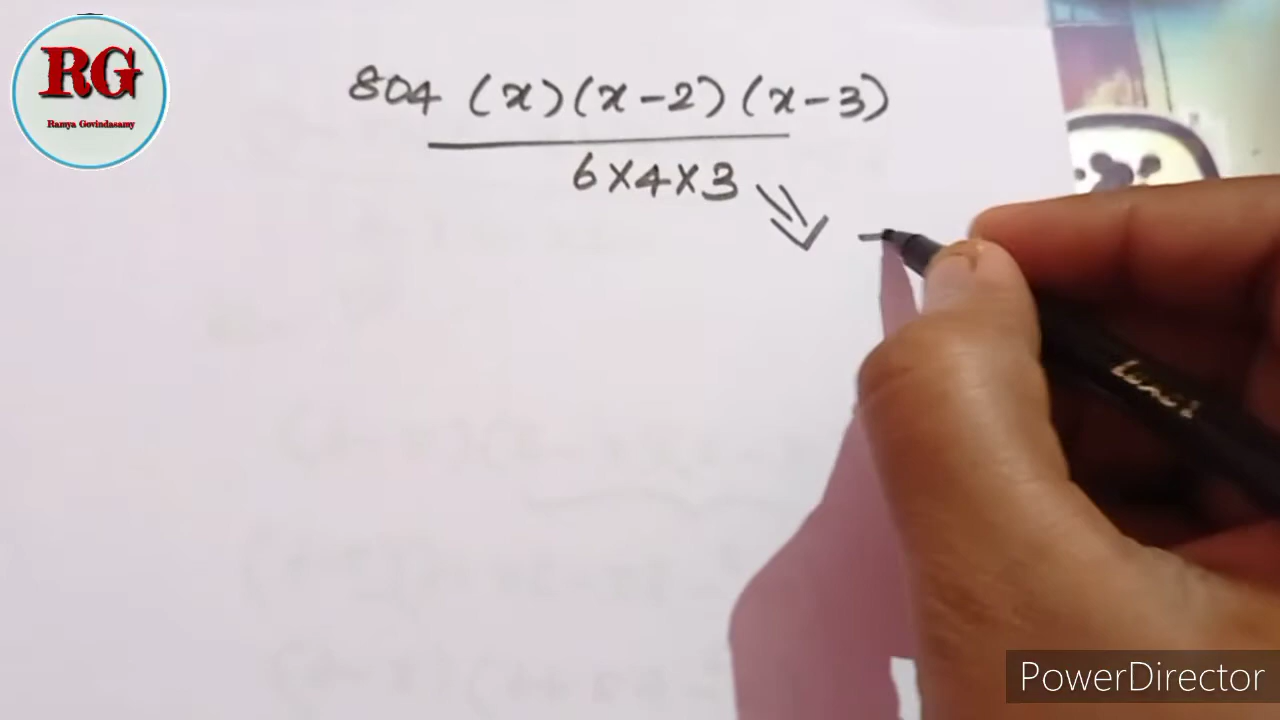 RG
Ramya Govindasamy
804 (x)(x-2)(x-3)
6×4×3
PowerDirector